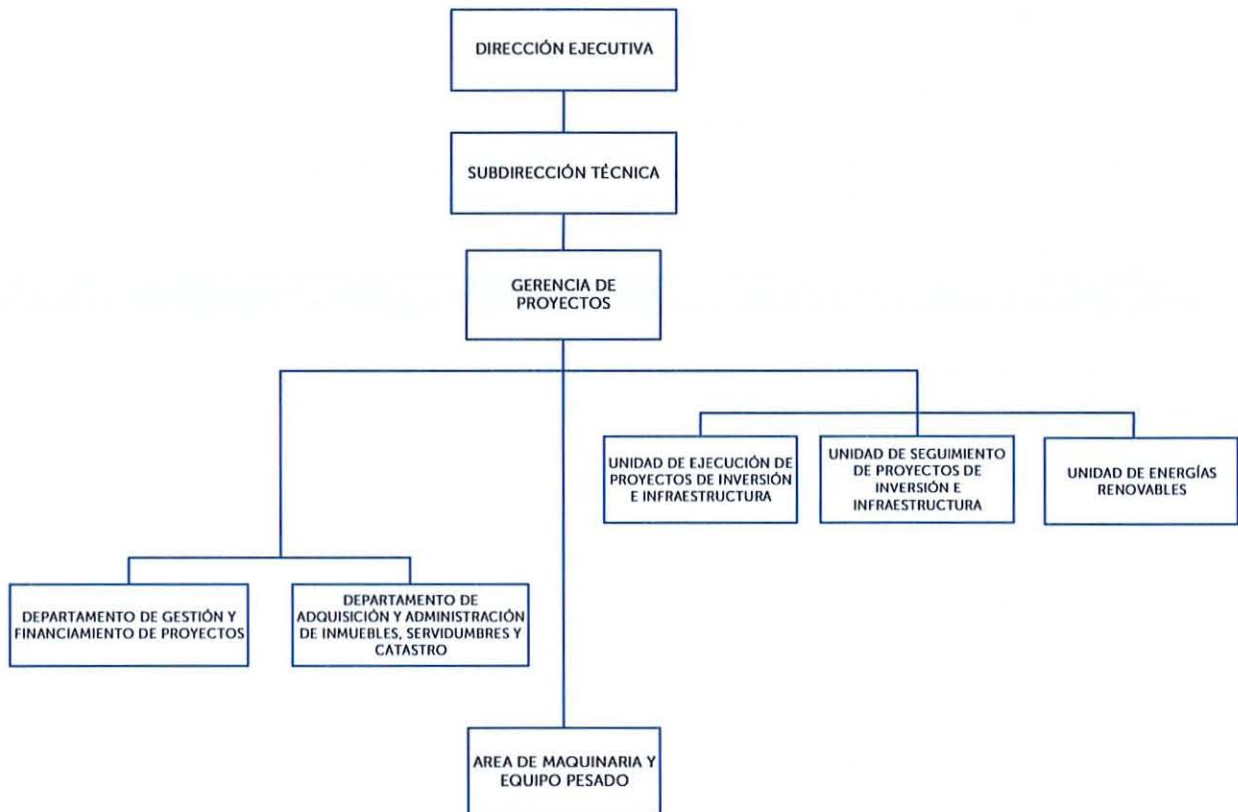 DIRECCIÓN EJECUTIVA
SUBDIRECCIÓN TÉCNICA
GERENCIA DE
PROYECTOS
UNIDAD DE EJECUCIÓN DE
PROYECTOS DE INVERSIÓN
E INFRAESTRUCTURA
UNIDAD DE SEGUIMIENTO
DE PROYECTOS DE
INVERSIÓN E
INFRAESTRUCTURA
UNIDAD DE ENERGÍAS
RENOVABLES
DEPARTAMENTO DE GESTIÓN Y
FINANCIAMIENTO DE PROYECTOS
DEPARTAMENTO DE
ADQUISICIÓN Y ADMINISTRACIÓN
DE INMUEBLES, SERVIDUMBRES Y
CATASTRO
AREA DE MAQUINARIA Y
EQUIPO PESADO